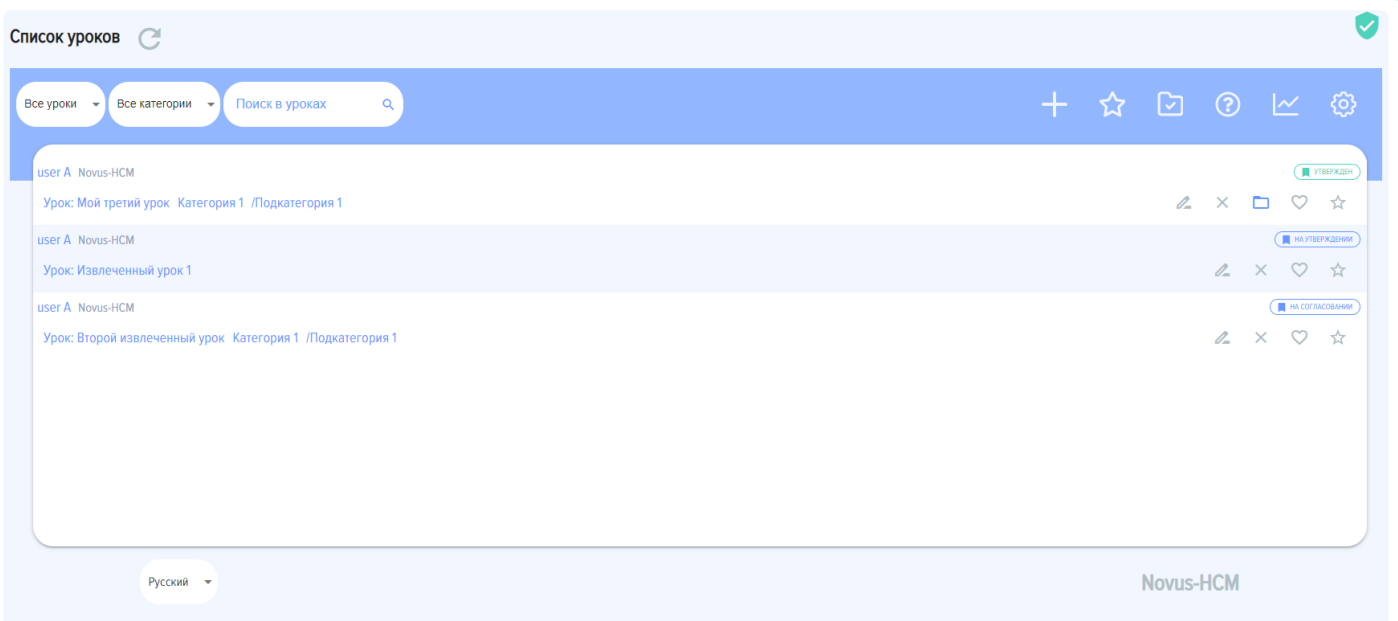 Список уроков
Все уроки Все категории Поиск в уроках
user A Novus-HCM УТВЕРЖДЕН
Урок: Мой третий урок Категория 1 /Подкатегория 1
user A Novus-HCM НА УТВЕРЖДЕНИИ
Урок: Извлеченный урок 1
user A Novus-HCM НА СОГЛАСОВАНИИ
Урок: Второй извлеченный урок Категория 1 /Подкатегория 1
Русский Novus-HCM